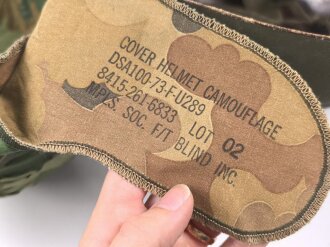 COVER HELMET CAMOUFLAGE
DSA100-73-F-U289
8415-261-6833 LOT 02
MPLS. SOC. F/T BLIND INC.